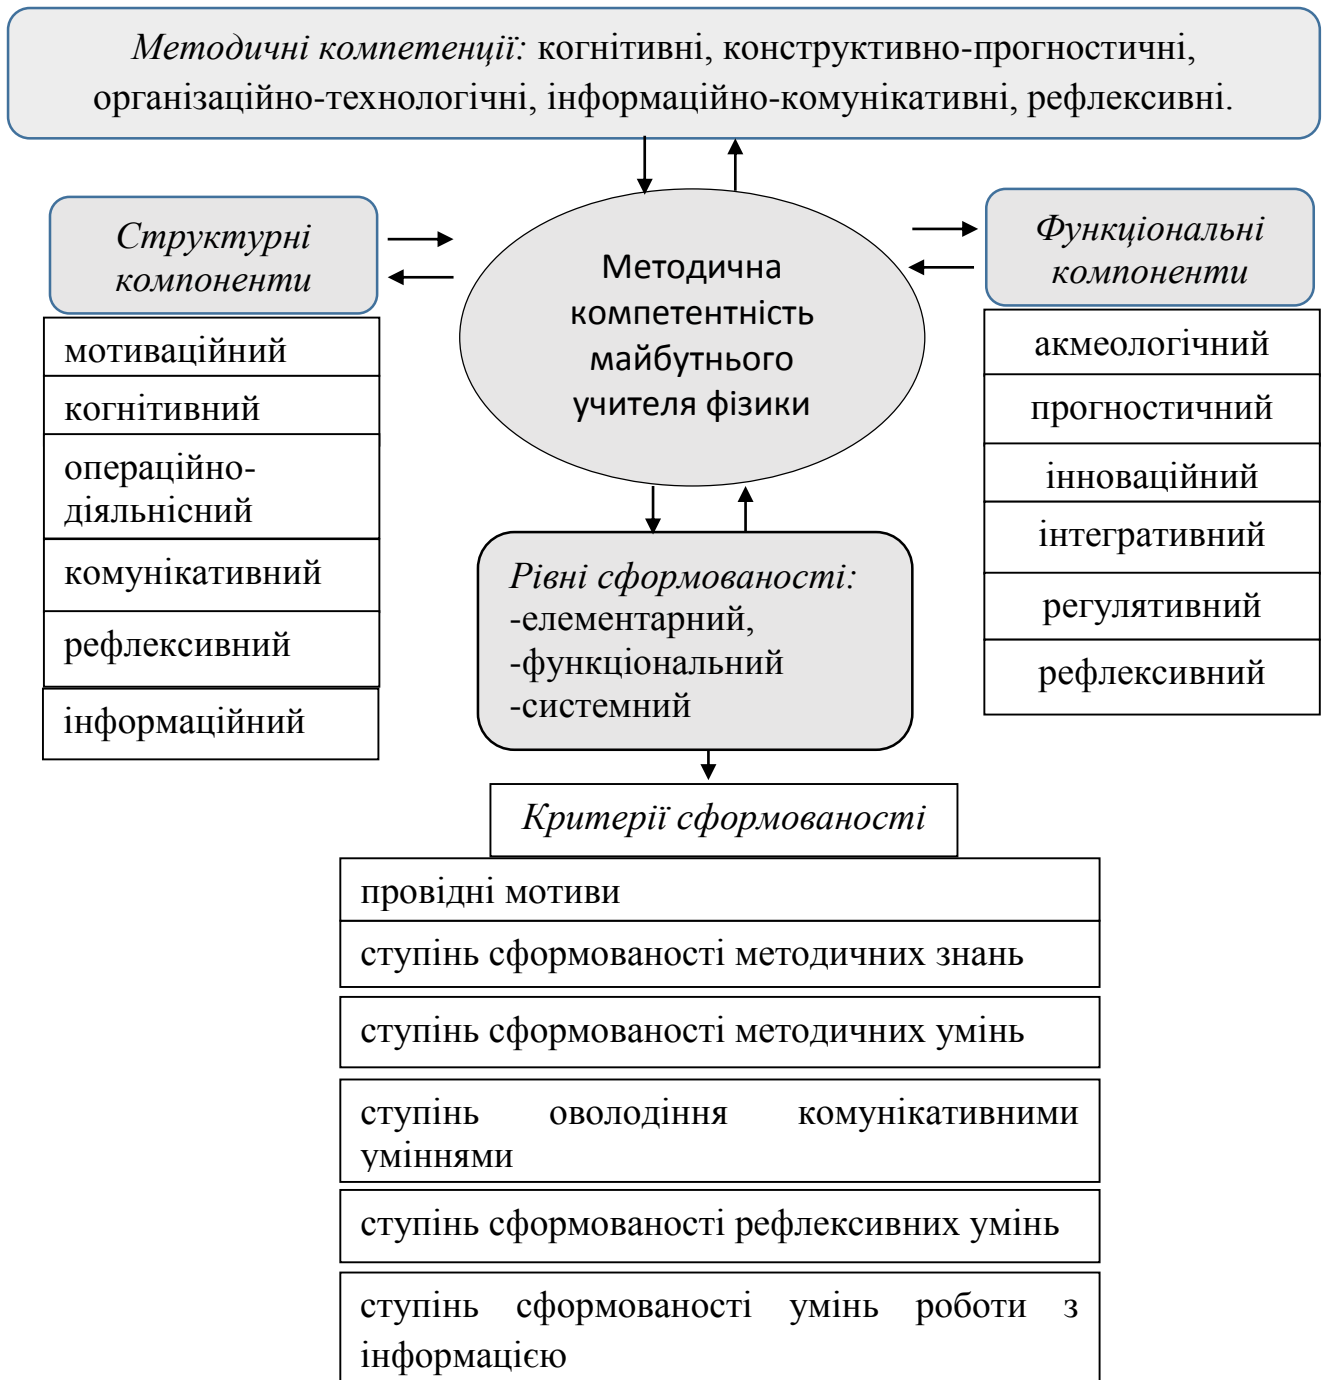 Методичні компетенції: когнітивні, конструктивно-прогностичні,
організаційно-технологічні, інформаційно-комунікативні, рефлексивні.
Структурні
компоненти
мотиваційний
когнітивний
операційно-
діяльнісний
комунікативний
рефлексивний
інформаційний
Методична
компетентність
майбутнього
учителя фізики
Функціональні
компоненти
акмеологічний
прогностичний
інноваційний
інтегративний
регулятивний
рефлексивний
Рівні сформованості:
-елементарний,
-функціональний
-системний
Критерії сформованості
провідні мотиви
ступінь сформованості методичних знань
ступінь сформованості методичних умінь
ступінь оволодіння комунікативними
уміннями
ступінь сформованості рефлексивних умінь
ступінь сформованості умінь роботи з
інформацією